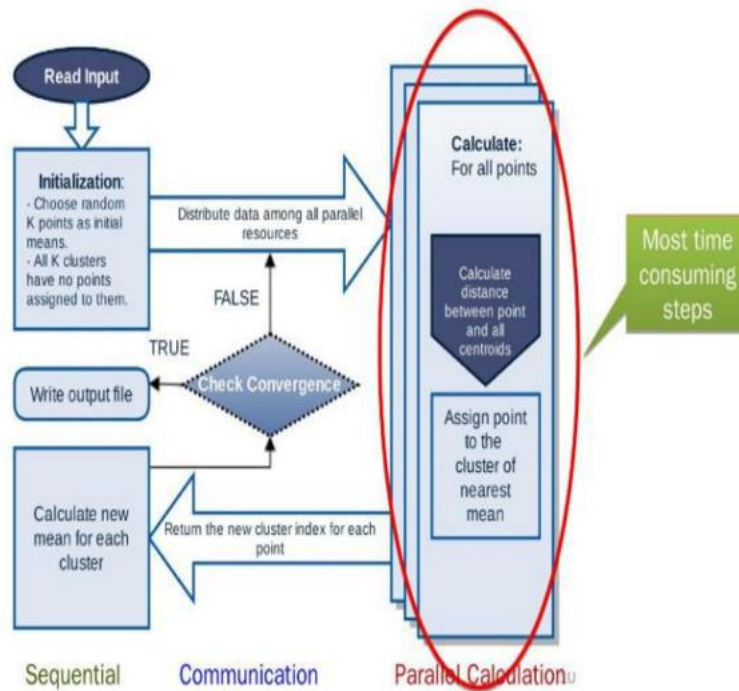 Read Input
Initialization:
- Choose random
K points as initial
means.
- All K clusters
have no points
assigned to them.
Distribute data among all parallel
resources
Calculate:
For all points
Calculate
distance
between point
and all
centroids
Most time
consuming
steps
FALSE
TRUE
Check Convergence
Write output file
Assign point
to the
cluster of
nearest
mean
Calculate new
mean for each
cluster
Return the new cluster index for each
point
Sequential
Communication
Parallel Calculation